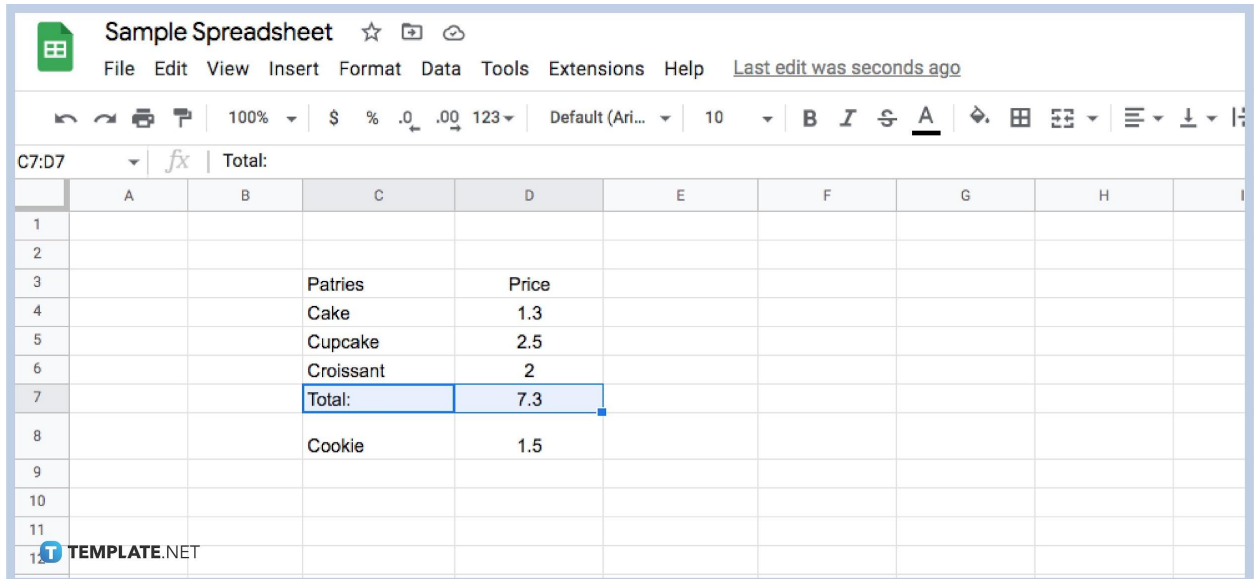 Sample Spreadsheet
File Edit View Insert Format Data Tools Extensions Help Last edit was seconds ago
100% $ % .0 .00 123 Default (Ari... 10 B I S A
C7:D7 fx Total:
A B C D E F G H I
1
2
3 Patries Price
4 Cake 1.3
5 Cupcake 2.5
6 Croissant 2
7 Total: 7.3
8 Cookie 1.5
9
10
11
12
T TEMPLATE.NET